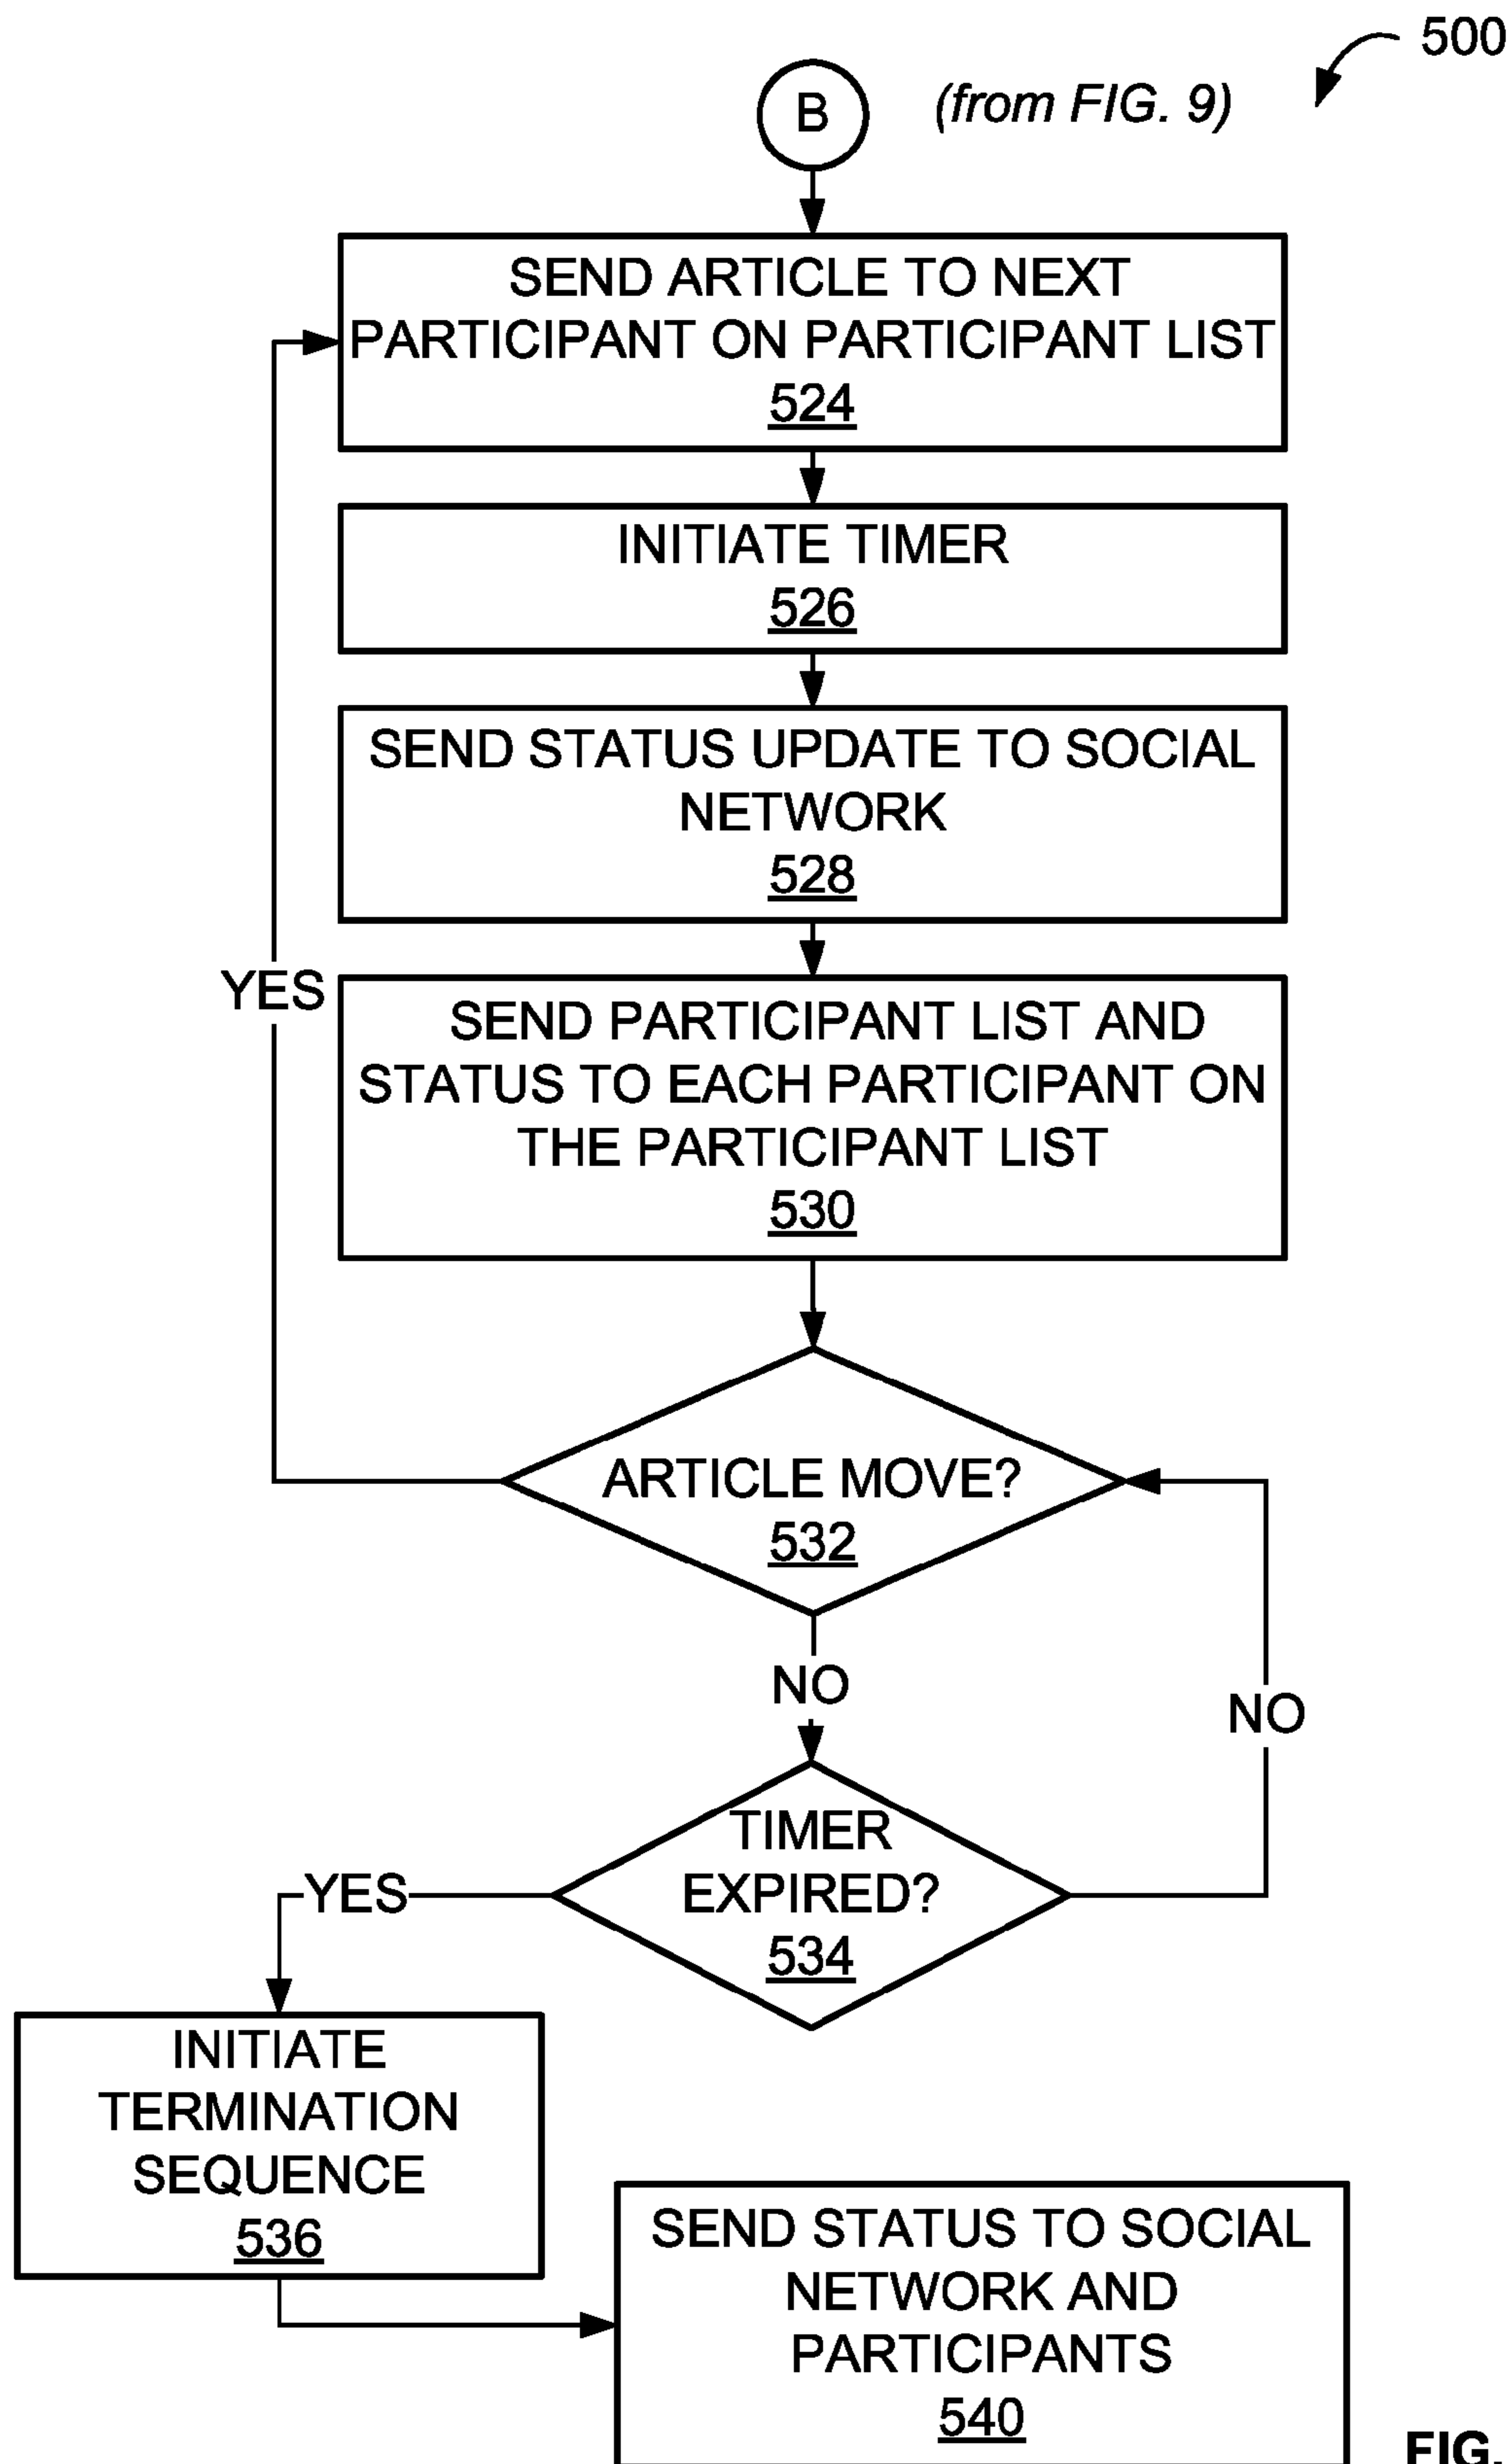 500
B
(from FIG. 9)
SEND ARTICLE TO NEXT
PARTICIPANT ON PARTICIPANT LIST
524
INITIATE TIMER
526
SEND STATUS UPDATE TO SOCIAL
NETWORK
528
YES
SEND PARTICIPANT LIST AND
STATUS TO EACH PARTICIPANT ON
THE PARTICIPANT LIST
530
ARTICLE MOVE?
532
NO
NO
TIMER
EXPIRED?
534
YES
INITIATE
TERMINATION
SEQUENCE
536
SEND STATUS TO SOCIAL
NETWORK AND
PARTICIPANTS
540
FIG.